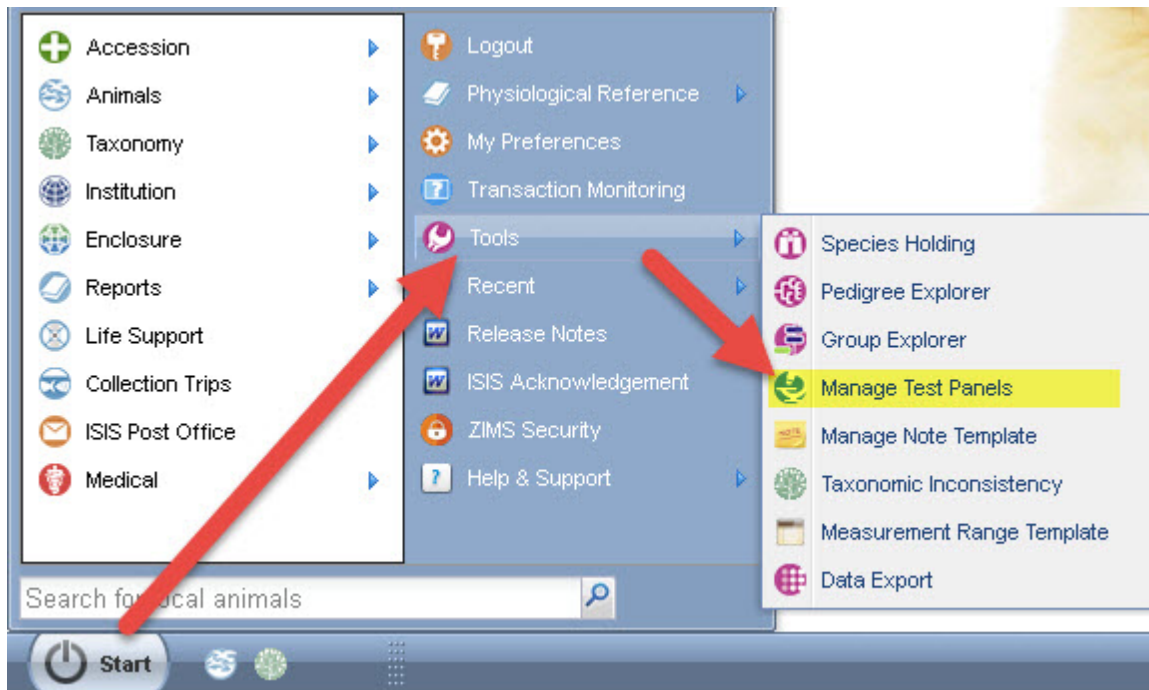 Accession
Animals
Taxonomy
Institution
Enclosure
Reports
Life Support
Collection Trips
ISIS Post Office
Medical
Search for local animals
Start
Logout
Physiological Reference
My Preferences
Transaction Monitoring
Tools
Recent
Release Notes
ISIS Acknowledgement
ZIMS Security
Help & Support
Species Holding
Pedigree Explorer
Group Explorer
Manage Test Panels
Manage Note Template
Taxonomic Inconsistency
Measurement Range Template
Data Export